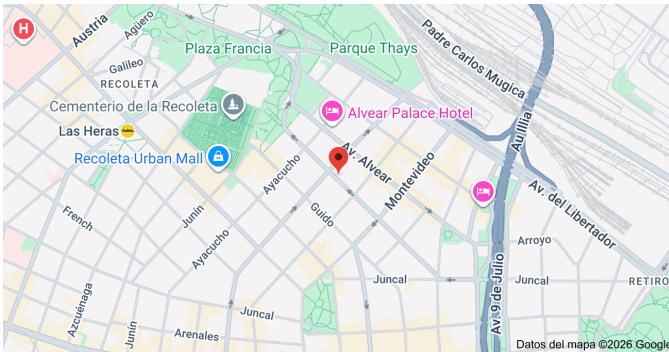 Austria
Agüero
Plaza Francia
Parque Thays
Padre Carlos Mugica
H
Galileo
RECOLETA
Cementerio de la Recoleta
Alvear Palace Hotel
Au Illia
Las Heras
Recoleta Urban Mall
Ayacucho
Av. Alvear
Montevideo
Av. del Libertador
French
Junín
Guido
Ayacucho
Arroyo
Juncal
Juncal
RETIRO
Av. 9 de Julio
Azcuénaga
Junín
Juncal
Arenales
Datos del mapa ©2026 Google